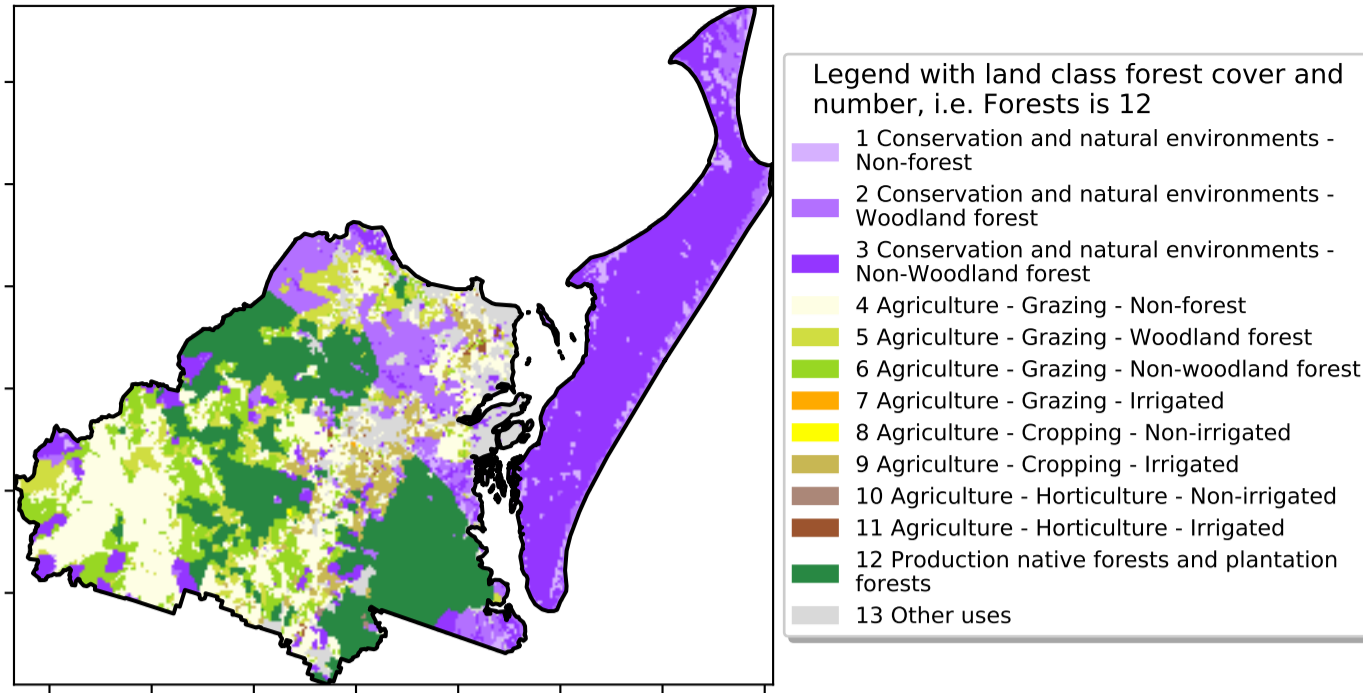 Legend with land class forest cover and
number, i.e. Forests is 12
1 Conservation and natural environments -
Non-forest
2 Conservation and natural environments -
Woodland forest
3 Conservation and natural environments -
Non-Woodland forest
4 Agriculture - Grazing - Non-forest
5 Agriculture - Grazing - Woodland forest
6 Agriculture - Grazing - Non-woodland forest
7 Agriculture - Grazing - Irrigated
8 Agriculture - Cropping - Non-irrigated
9 Agriculture - Cropping - Irrigated
10 Agriculture - Horticulture - Non-irrigated
11 Agriculture - Horticulture - Irrigated
12 Production native forests and plantation
forests
13 Other uses